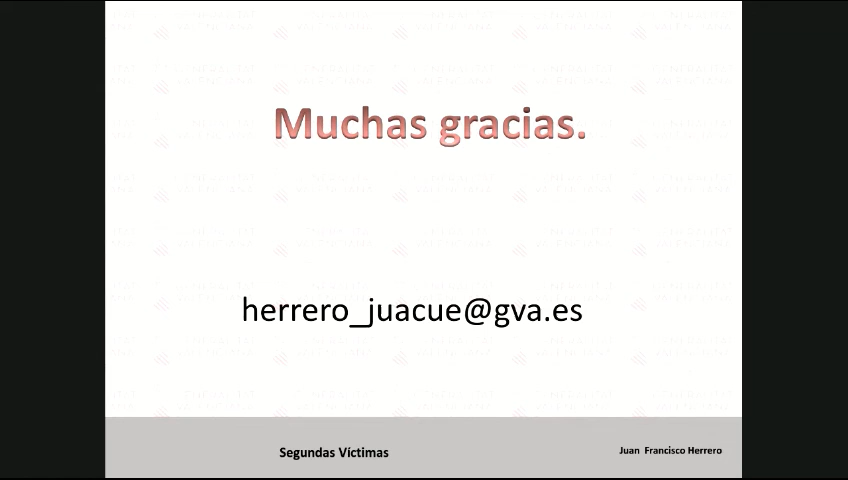 Muchas gracias.
herrero_juacue@gva.es
Segundas Víctimas
Juan Francisco Herrero